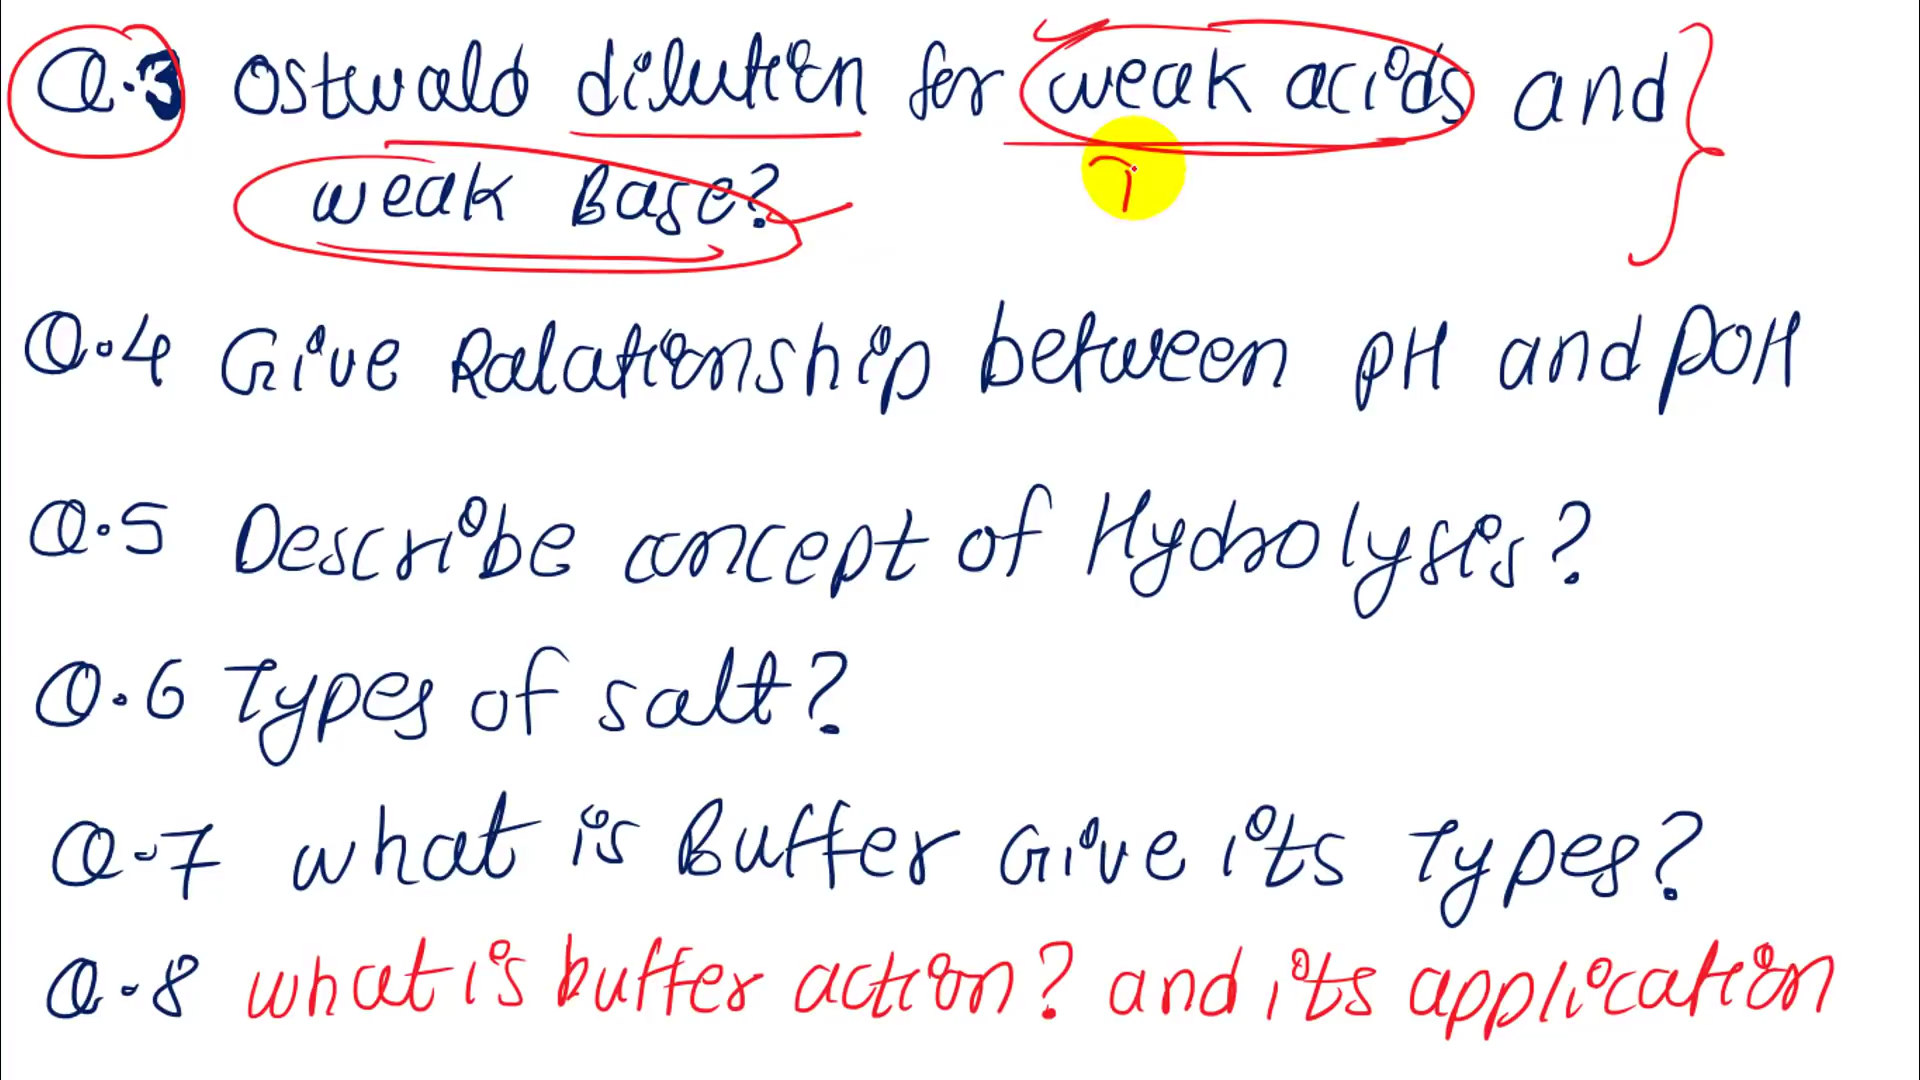 Q.3 Ostwald dilution for weak acids and
weak Base?
Q.4 Give Ralationship between pH and pOH
Q.5 Describe concept of Hydrolysis?
Q.6 Types of salt?
Q.7 what is Buffer Give its Types?
Q.8 what is buffer action? and its application